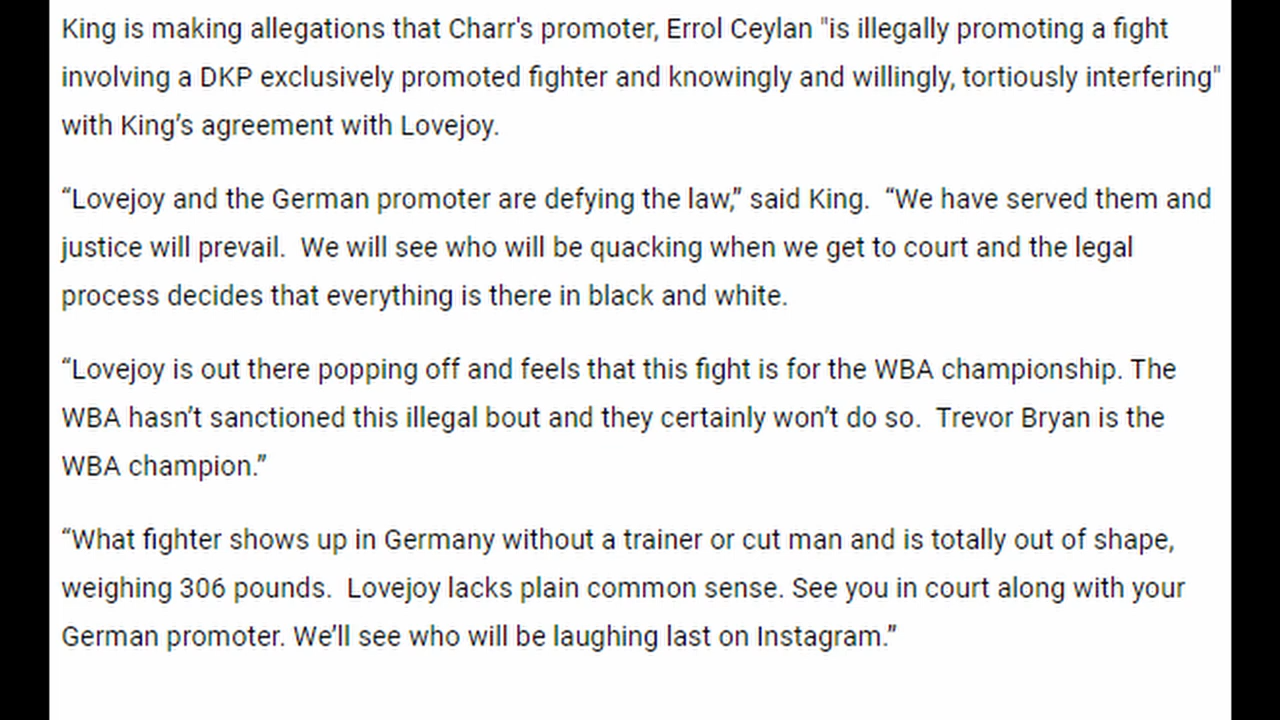 King is making allegations that Charr's promoter, Errol Ceylan "is illegally promoting a fight
involving a DKP exclusively promoted fighter and knowingly and willingly, tortiously interfering"
with King’s agreement with Lovejoy.
“Lovejoy and the German promoter are defying the law,” said King.  “We have served them and
justice will prevail.  We will see who will be quacking when we get to court and the legal
process decides that everything is there in black and white.
“Lovejoy is out there popping off and feels that this fight is for the WBA championship. The
WBA hasn’t sanctioned this illegal bout and they certainly won’t do so.  Trevor Bryan is the
WBA champion.”
“What fighter shows up in Germany without a trainer or cut man and is totally out of shape,
weighing 306 pounds.  Lovejoy lacks plain common sense. See you in court along with your
German promoter. We’ll see who will be laughing last on Instagram.”